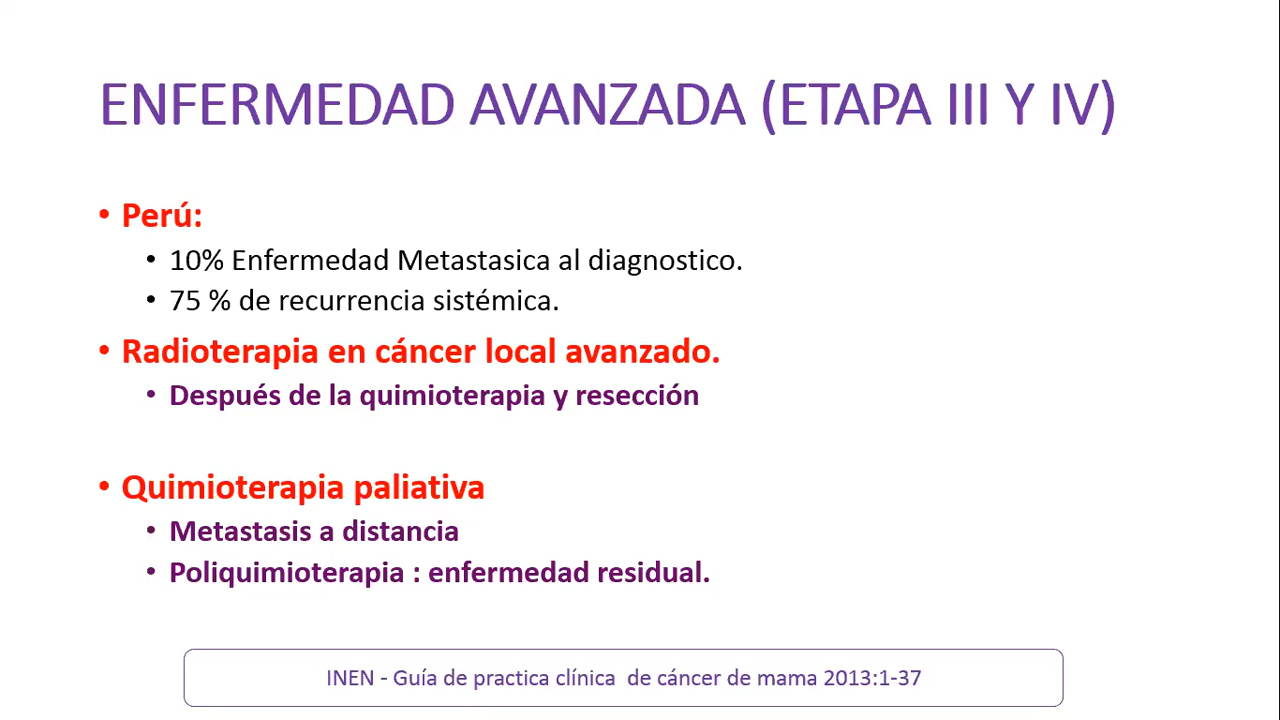 ENFERMEDAD AVANZADA (ETAPA III Y IV)
• Perú:
• 10% Enfermedad Metastasica al diagnostico.
• 75 % de recurrencia sistémica.
• Radioterapia en cáncer local avanzado.
• Después de la quimioterapia y resección
• Quimioterapia paliativa
• Metastasis a distancia
• Poliquimioterapia : enfermedad residual.
INEN - Guía de practica clínica  de cáncer de mama 2013:1-37